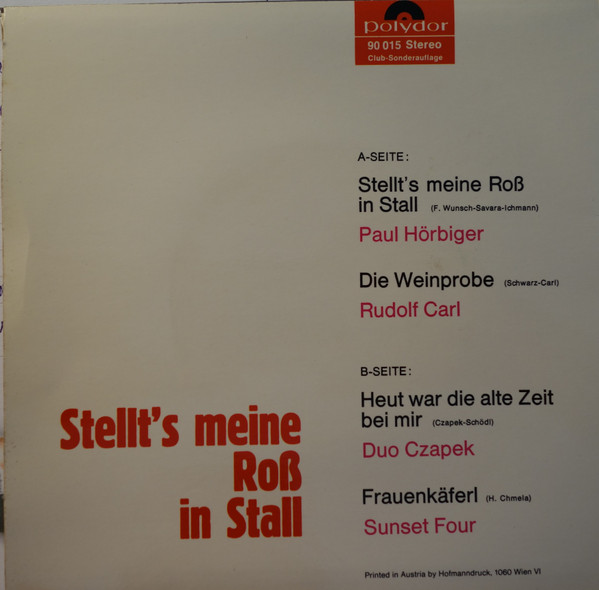 Polydor
90 015 Stereo
Club-Sonderauflage
A-SEITE:
Stellt's meine Roß
in Stall (F. Wunsch-Savara-Ichmann)
Paul Hörbiger
Die Weinprobe (Schwarz-Carl)
Rudolf Carl
B-SEITE:
Heut war die alte Zeit
bei mir (Czapek-Schödl)
Duo Czapek
Frauenkäferl (H. Chmela)
Sunset Four
Stellt's meine
Roß
in Stall
Printed in Austria by Hofmanndruck, 1060 Wien VI